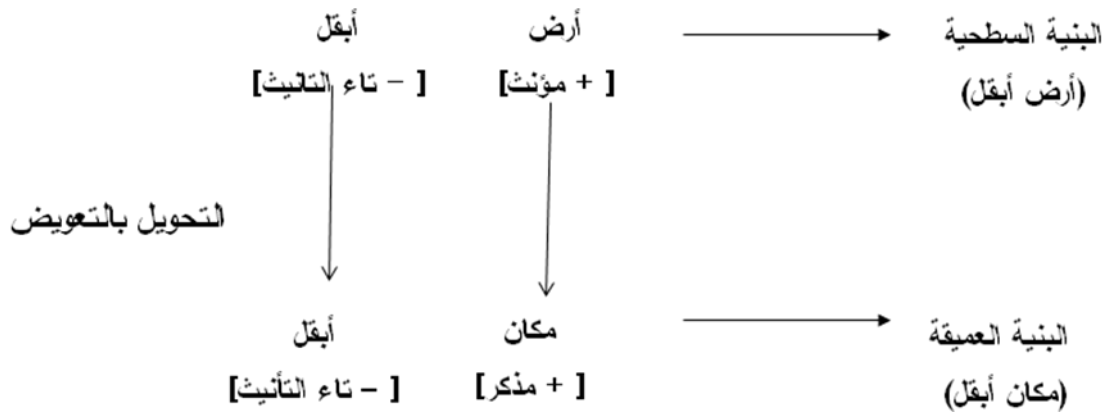 البنية السطحية أرض أبقل
(أرض أبقل) [ + مؤنث] [ – تاء التانيث]
التحويل بالتعويض
البنية العميقة مكان أبقل
(مكان أبقل) [ + مذكر] [ – تاء التأنيث]